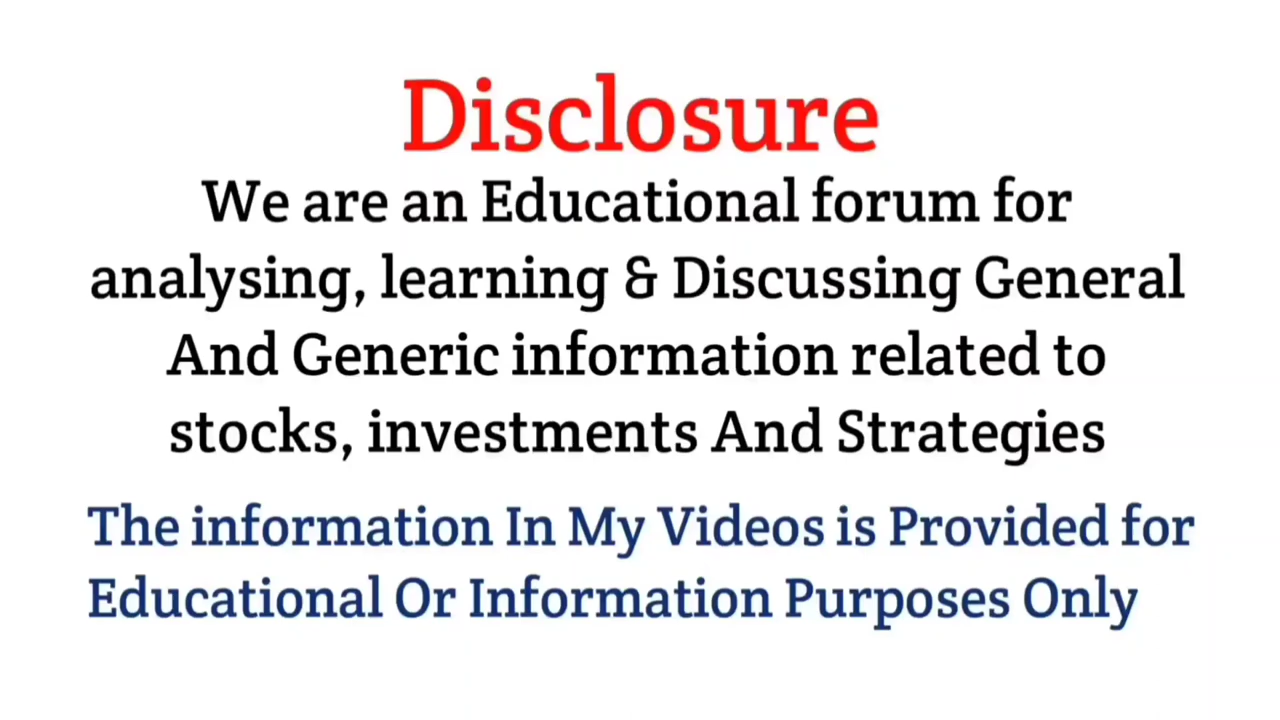 Disclosure
We are an Educational forum for
analysing, learning & Discussing General
And Generic information related to
stocks, investments And Strategies
The information In My Videos is Provided for
Educational Or Information Purposes Only